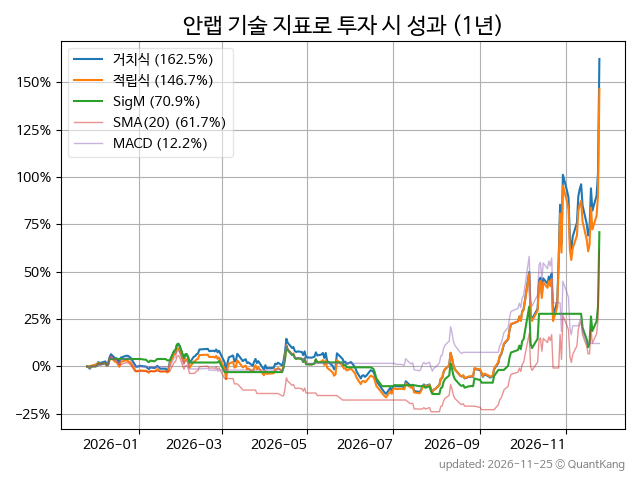 안랩 기술 지표로 투자 시 성과 (1년)
거치식 (162.5%)
적립식 (146.7%)
SigM (70.9%)
SMA(20) (61.7%)
MACD (12.2%)
150%
125%
100%
75%
50%
25%
0%
−25%
2026-01 2026-03 2026-05 2026-07 2026-09 2026-11
updated: 2026-11-25 © QuantKang